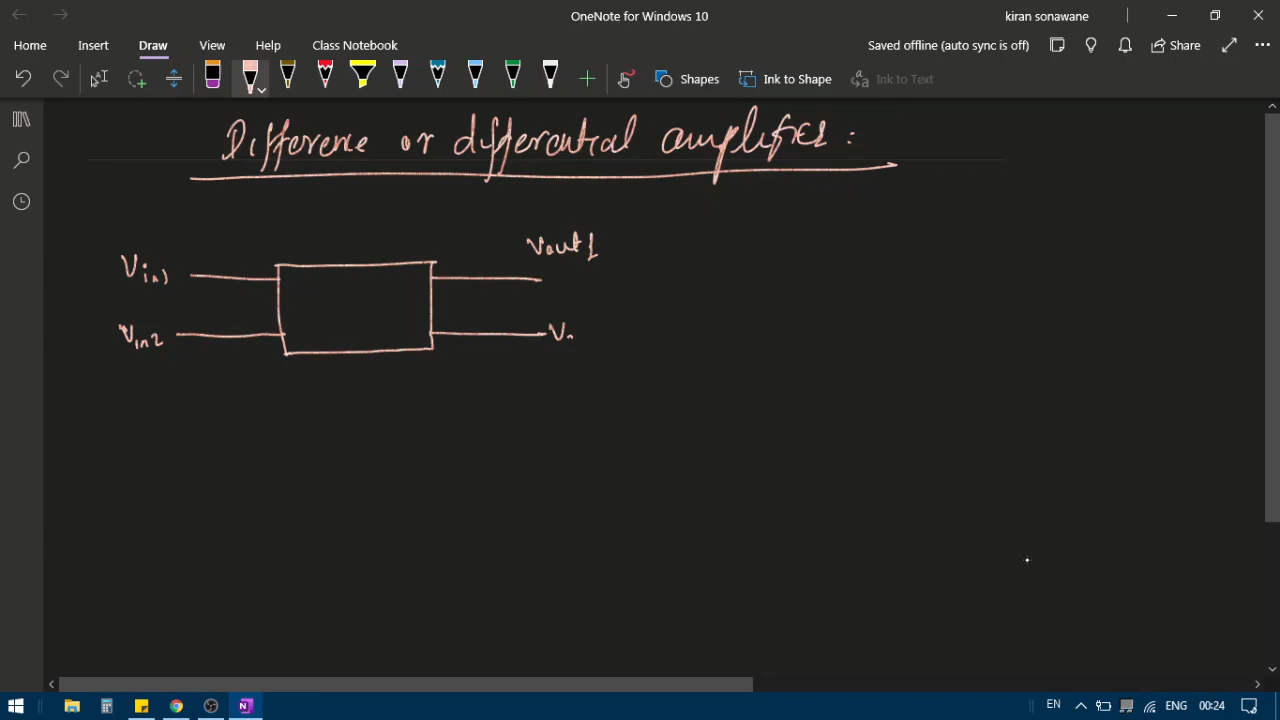 OneNote for Windows 10
kiran sonawane
Home Insert Draw View Help Class Notebook
Saved offline (auto sync is off) Share
Shapes Ink to Shape Ink to Text
Difference or differential amplifier :
Vout1
Vin1
Vin2
V
EN ENG 00:24